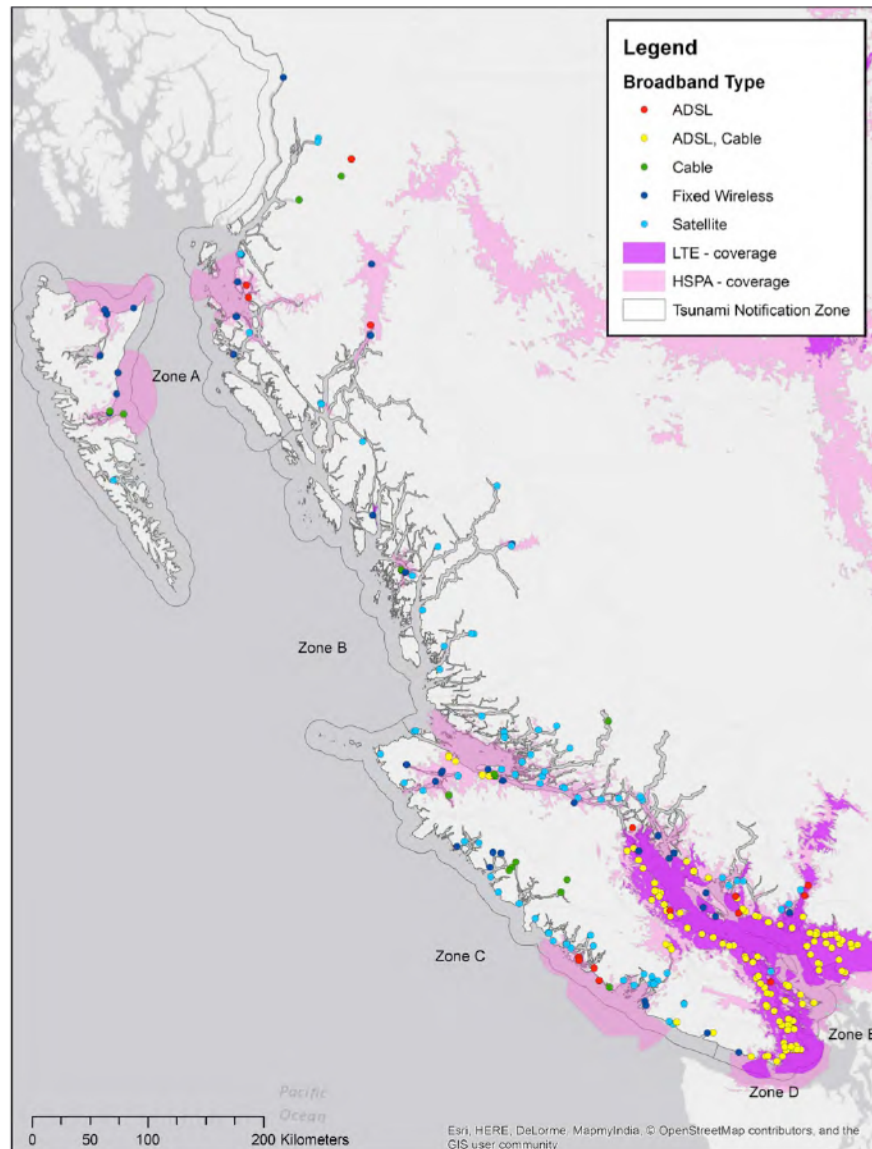 Legend
Broadband Type
ADSL
ADSL, Cable
Cable
Fixed Wireless
Satellite
LTE - coverage
HSPA - coverage
Tsunami Notification Zone
Zone A
Zone B
Zone C
Zone E
Zone D
Pacific
Ocean
0 50 100 200 Kilometers
Esri, HERE, DeLorme, MapmyIndia, © OpenStreetMap contributors, and the
GIS user community